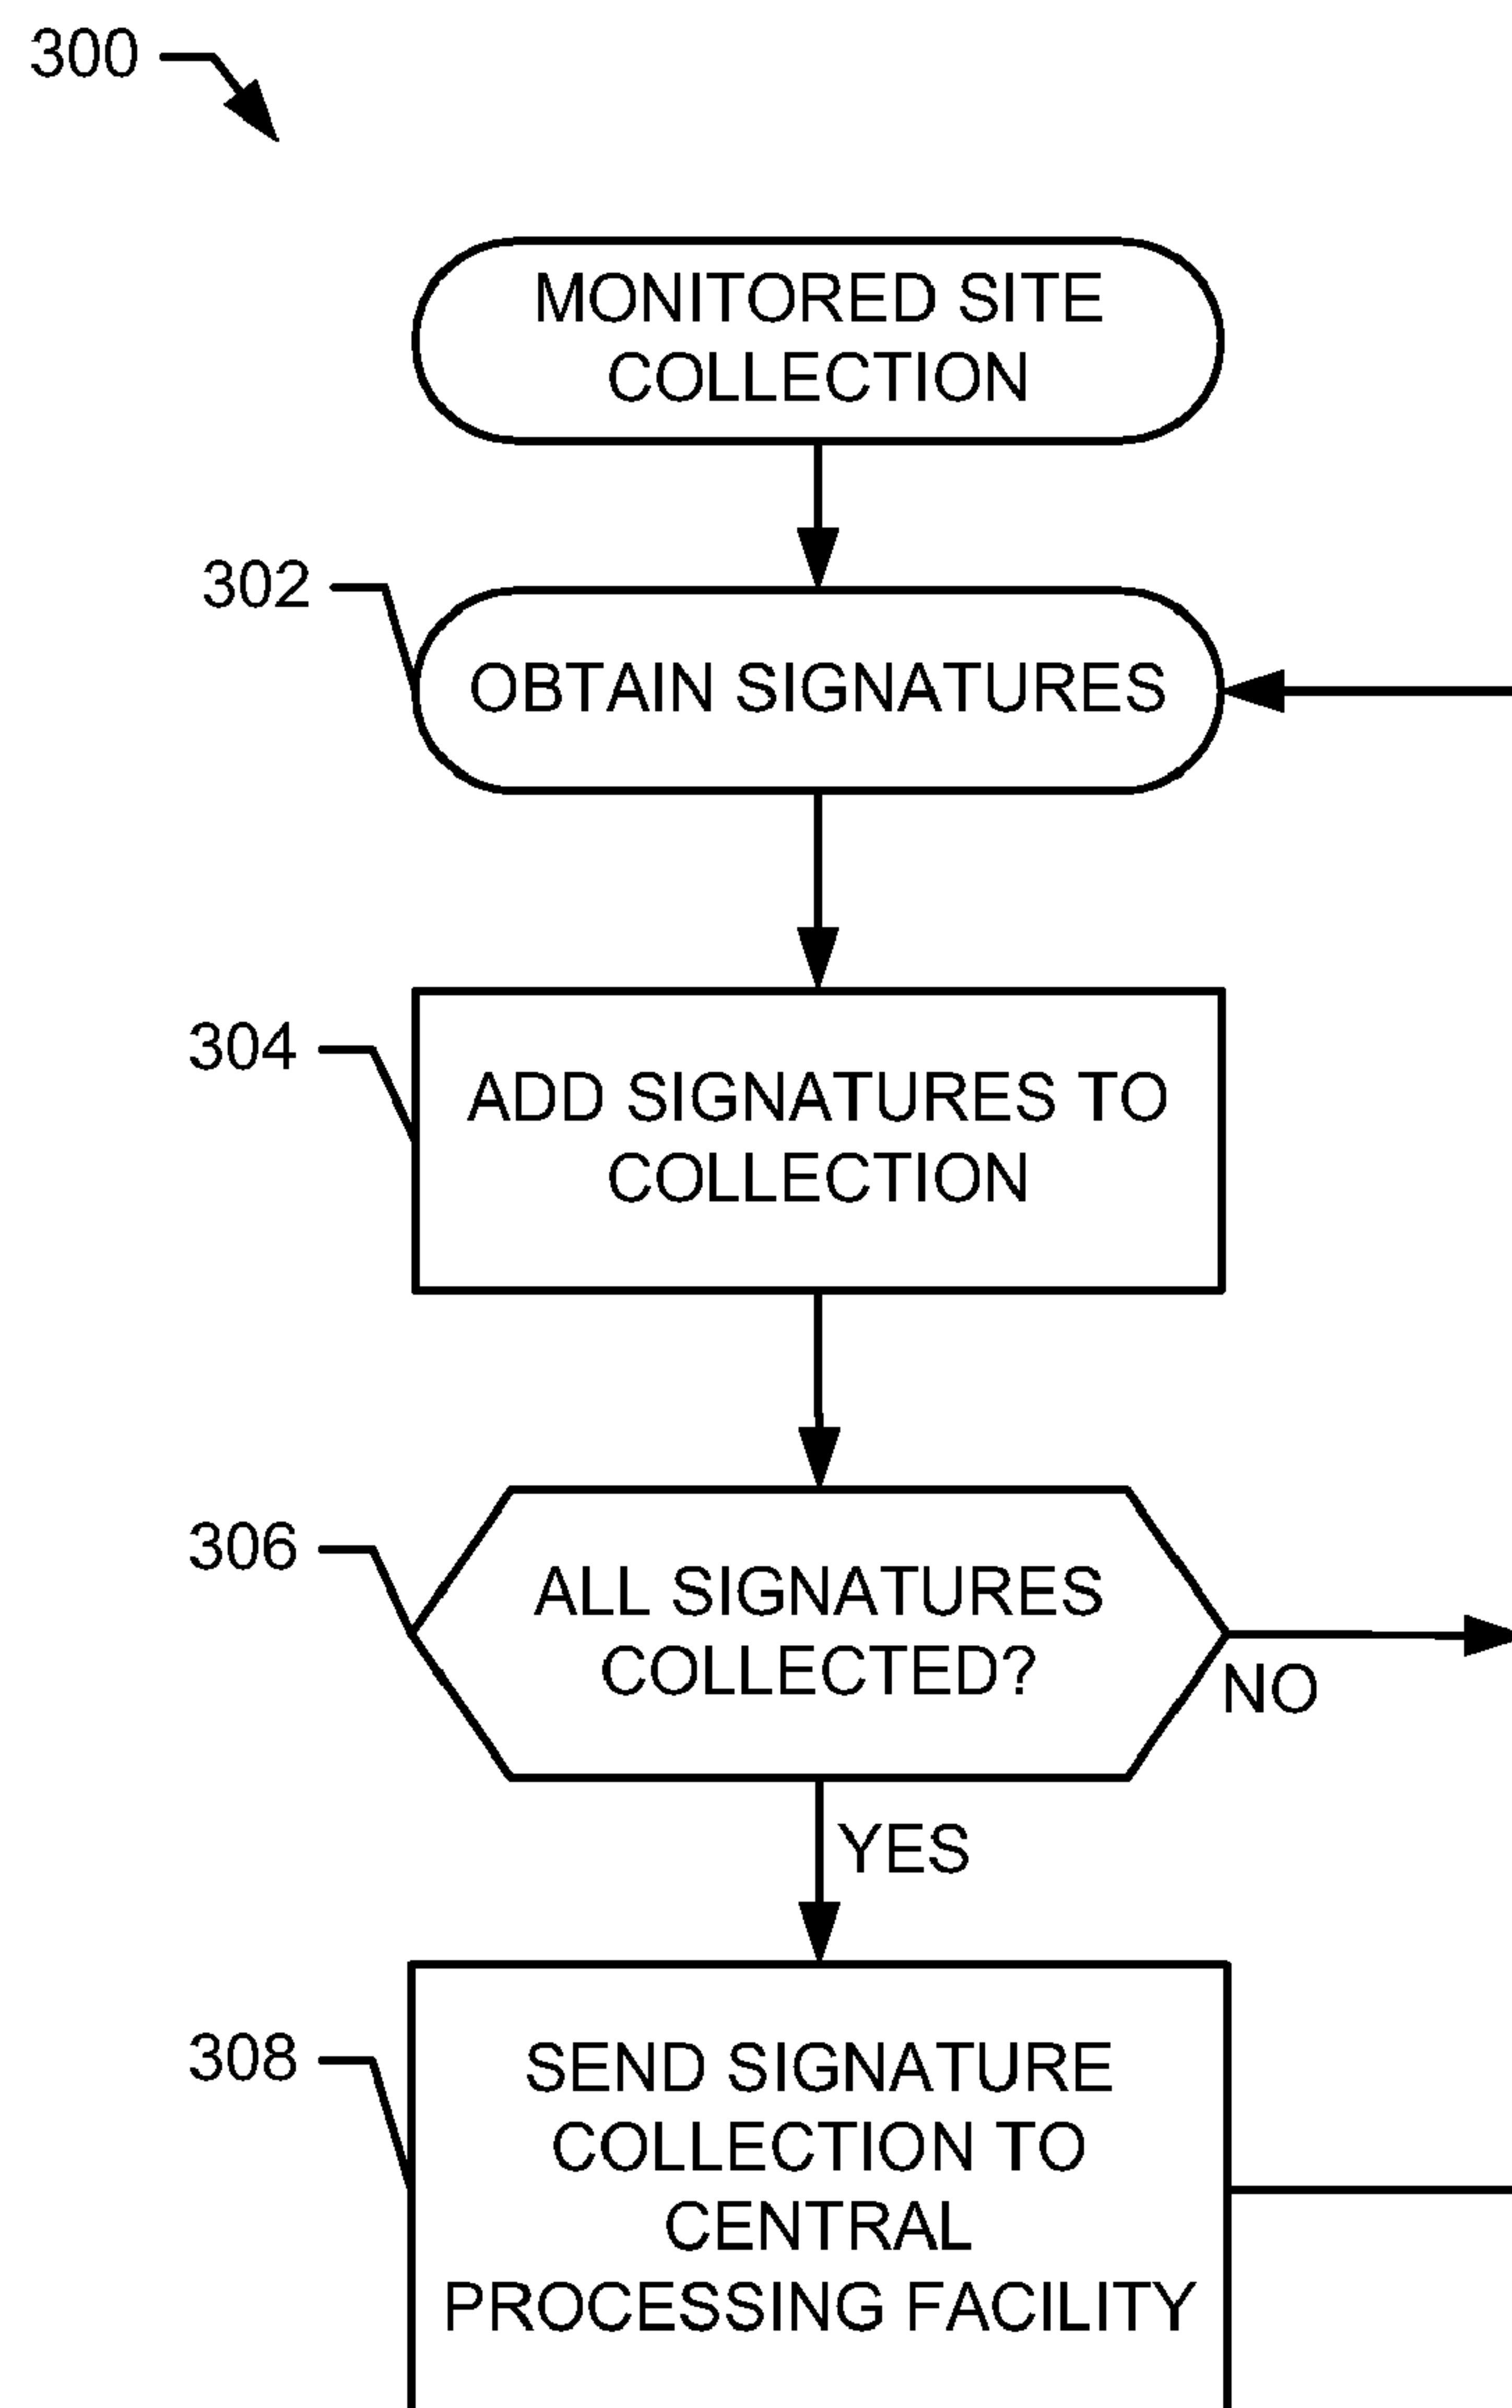 300
MONITORED SITE
COLLECTION
302
OBTAIN SIGNATURES
304
ADD SIGNATURES TO
COLLECTION
306
ALL SIGNATURES
COLLECTED?
NO
YES
308
SEND SIGNATURE
COLLECTION TO
CENTRAL
PROCESSING FACILITY